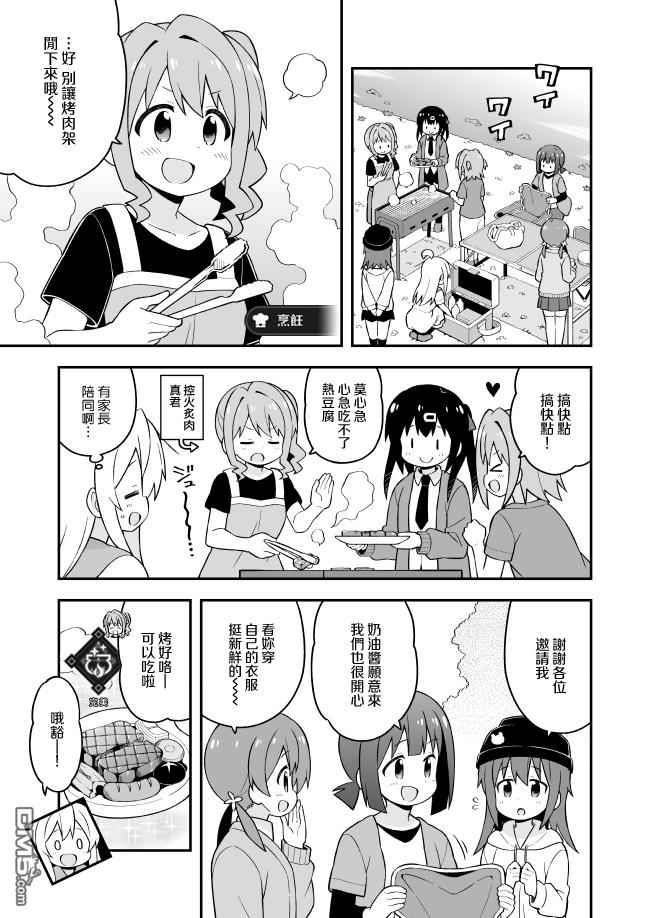 ワイ
ワイ
…好 別讓烤肉架
閒下來哦～～
烹飪
搞快點
搞快點！
莫心急
心急吃不了
熱豆腐
控火炙肉
真君
有家長
陪同啊…
謝謝各位
邀請我
奶油醬願意來
我們也很開心
看妳穿
自己的衣服
挺新鮮的～～
烤好咯—
可以吃啦
完美
哦豁—！
DM5
.com